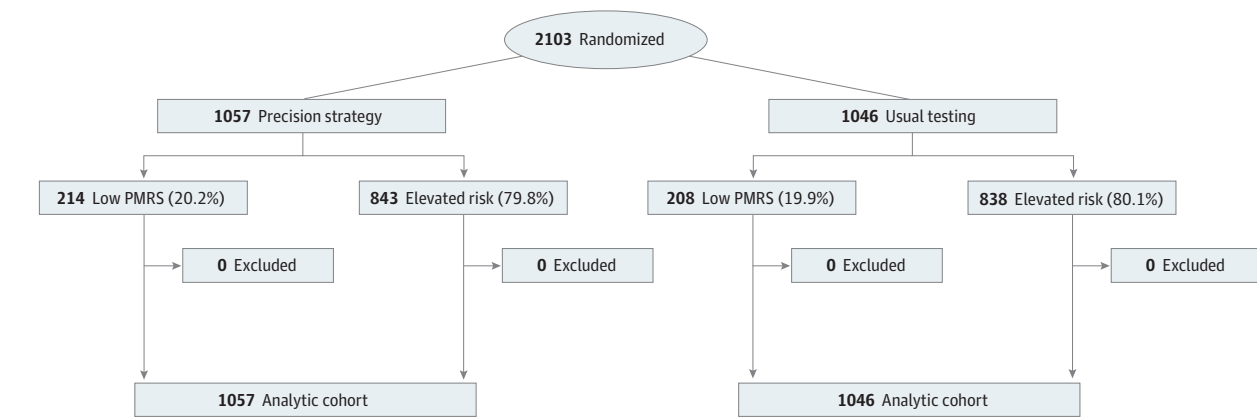 2103 Randomized
1057 Precision strategy
1046 Usual testing
214 Low PMRS (20.2%)
843 Elevated risk (79.8%)
208 Low PMRS (19.9%)
838 Elevated risk (80.1%)
0 Excluded
0 Excluded
0 Excluded
0 Excluded
1057 Analytic cohort
1046 Analytic cohort